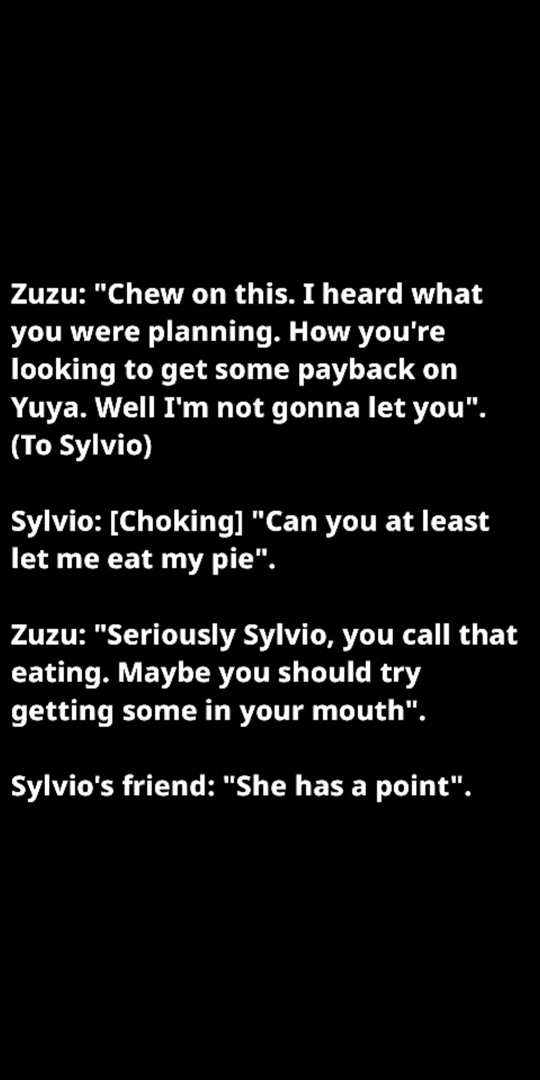 Zuzu: "Chew on this. I heard what
you were planning. How you're
looking to get some payback on
Yuya. Well I'm not gonna let you".
(To Sylvio)
Sylvio: [Choking] "Can you at least
let me eat my pie".
Zuzu: "Seriously Sylvio, you call that
eating. Maybe you should try
getting some in your mouth".
Sylvio's friend: "She has a point".